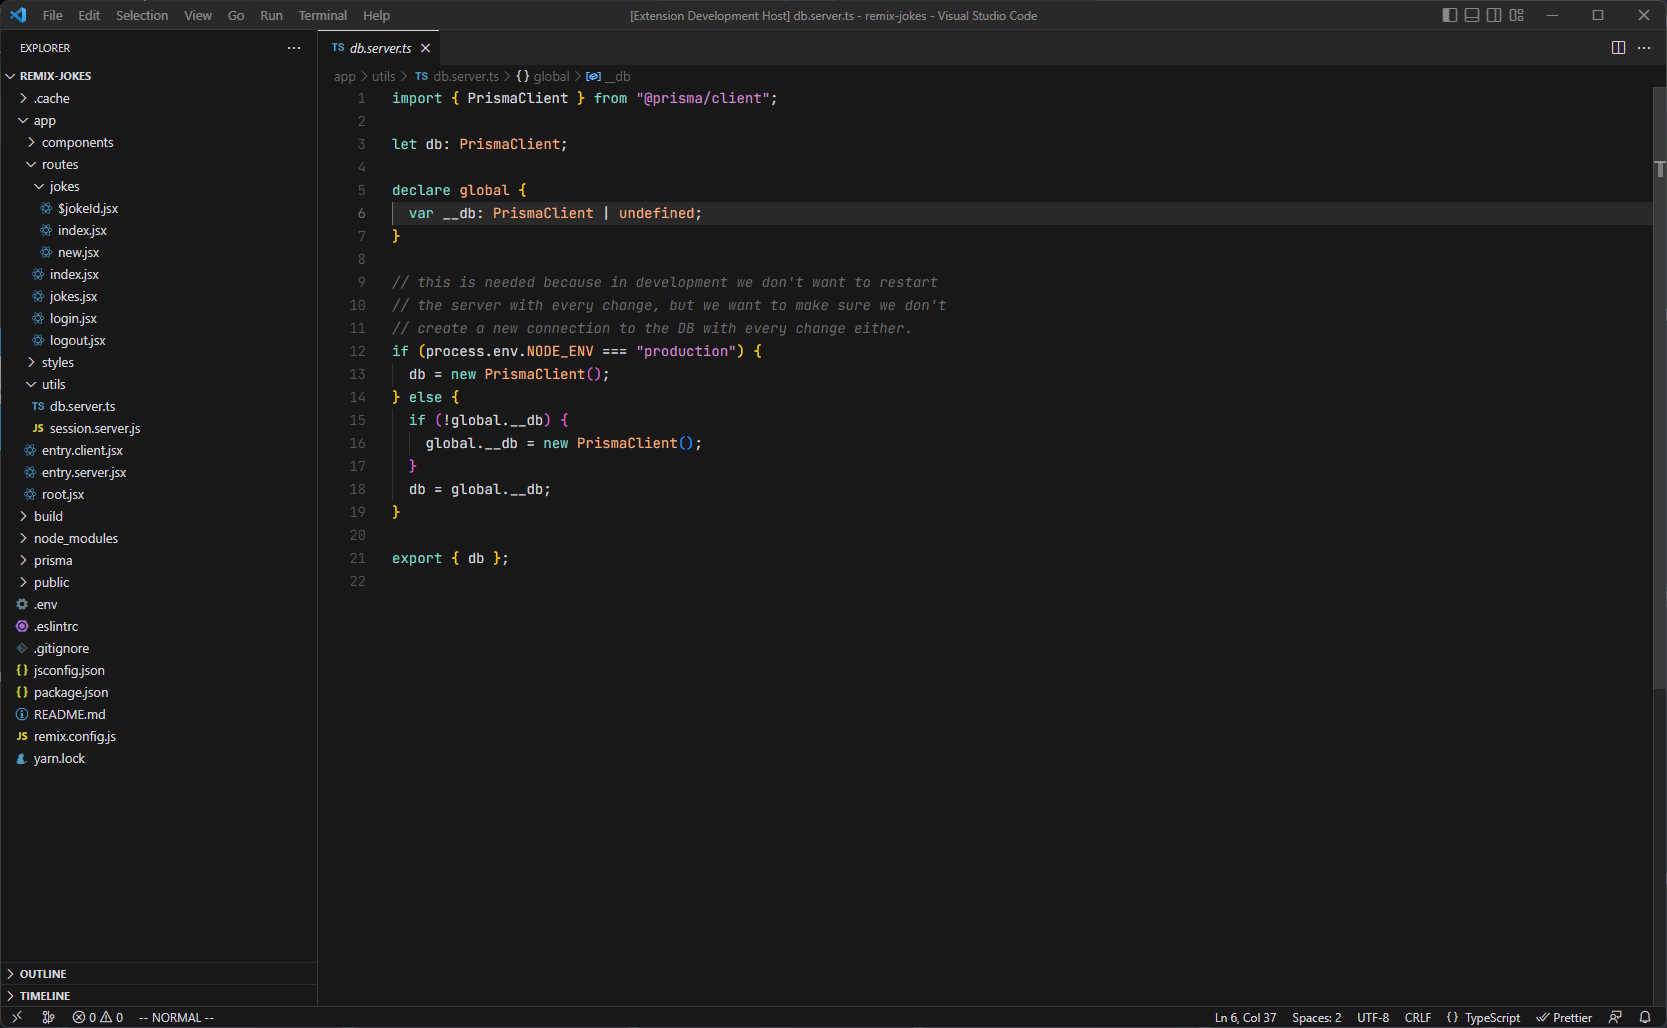 File Edit Selection View Go Run Terminal Help
[Extension Development Host] db.server.ts - remix-jokes - Visual Studio Code
EXPLORER
REMIX-JOKES
.cache
app
components
routes
jokes
$jokeId.jsx
index.jsx
new.jsx
index.jsx
jokes.jsx
login.jsx
logout.jsx
styles
utils
TS db.server.ts
JS session.server.js
entry.client.jsx
entry.server.jsx
root.jsx
build
node_modules
prisma
public
.env
.eslintrc
.gitignore
{} jsconfig.json
{} package.json
README.md
JS remix.config.js
yarn.lock
OUTLINE
TIMELINE
TS db.server.ts
app > utils > TS db.server.ts > {} global > __db
1 import { PrismaClient } from "@prisma/client";
2
3 let db: PrismaClient;
4
5 declare global {
6   var __db: PrismaClient | undefined;
7 }
8
9 // this is needed because in development we don't want to restart
10 // the server with every change, but we want to make sure we don't
11 // create a new connection to the DB with every change either.
12 if (process.env.NODE_ENV === "production") {
13   db = new PrismaClient();
14 } else {
15   if (!global.__db) {
16     global.__db = new PrismaClient();
17   }
18   db = global.__db;
19 }
20
21 export { db };
22
0 0 -- NORMAL --
Ln 6, Col 37 Spaces: 2 UTF-8 CRLF {} TypeScript Prettier